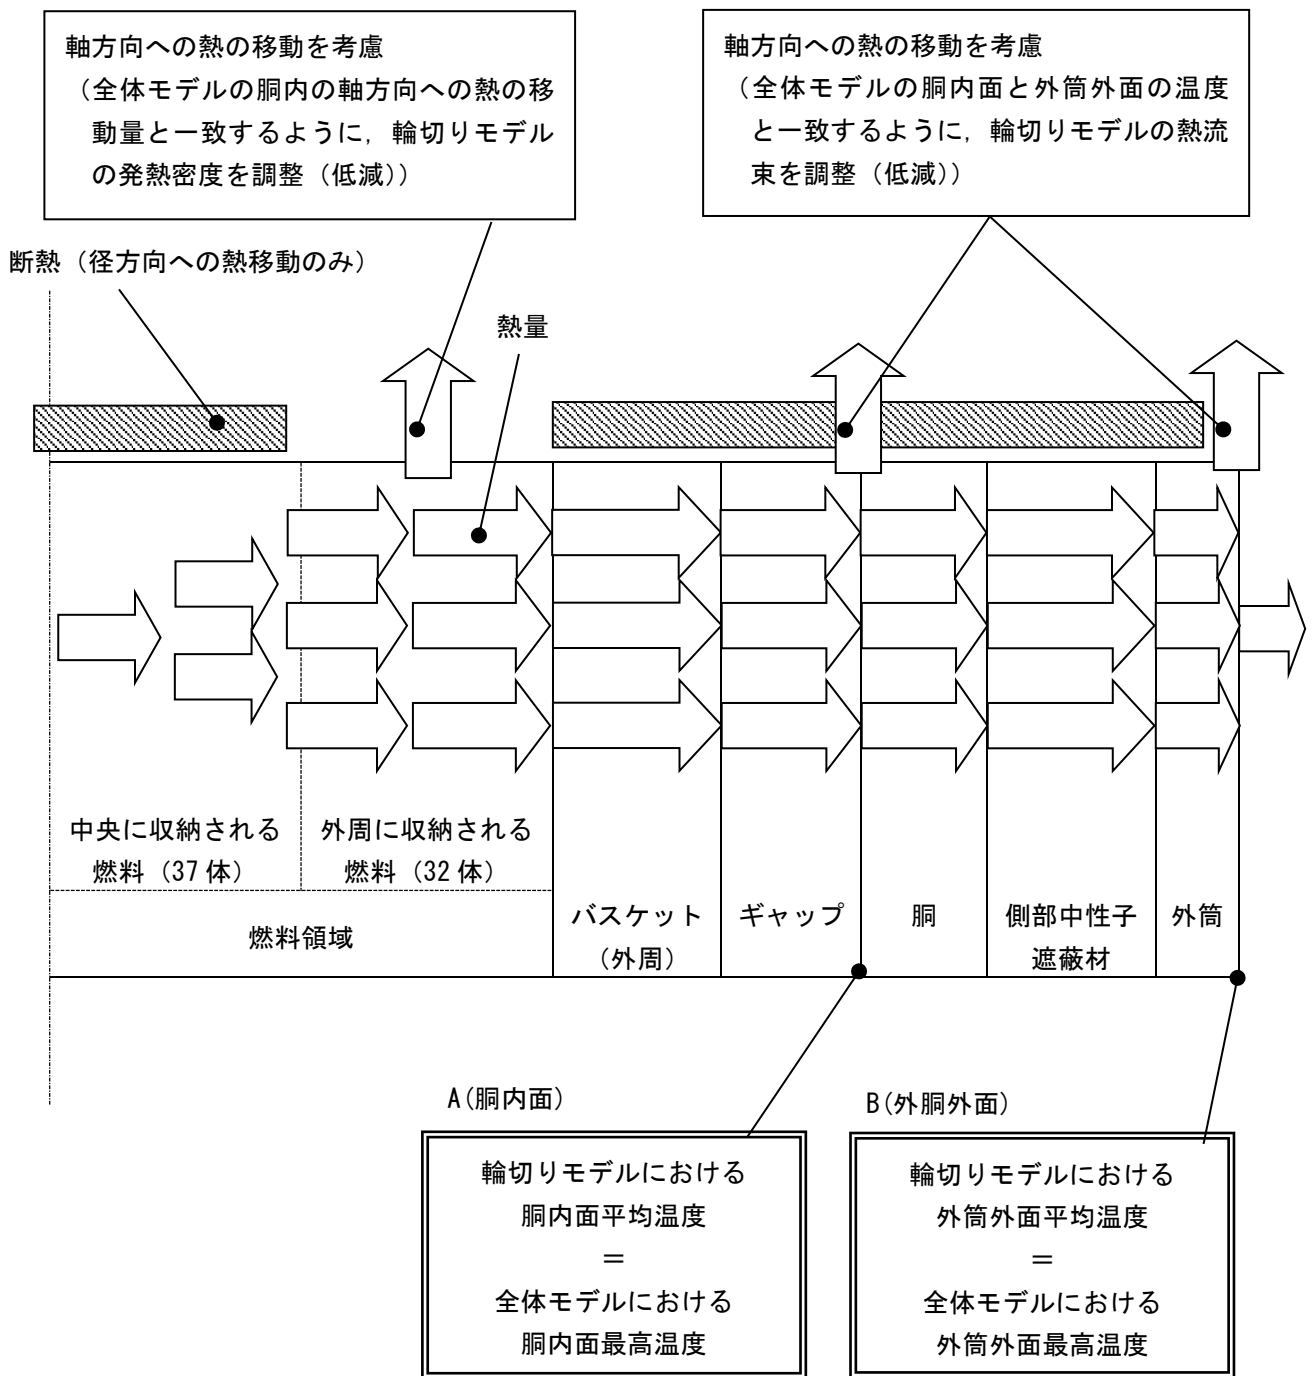 軸方向への熱の移動を考慮
（全体モデルの胴内の軸方向への熱の移
動量と一致するように，輪切りモデル
の発熱密度を調整（低減））
軸方向への熱の移動を考慮
（全体モデルの胴内面と外筒外面の温度
と一致するように，輪切りモデルの熱流
束を調整（低減））
断熱（径方向への熱移動のみ）
熱量
中央に収納される
燃料（37 体）
外周に収納される
燃料（32 体）
燃料領域
バスケット
（外周）
ギャップ
胴
側部中性子
遮蔽材
外筒
A(胴内面)
輪切りモデルにおける
胴内面平均温度
＝
全体モデルにおける
胴内面最高温度
B(外胴外面)
輪切りモデルにおける
外筒外面平均温度
＝
全体モデルにおける
外筒外面最高温度